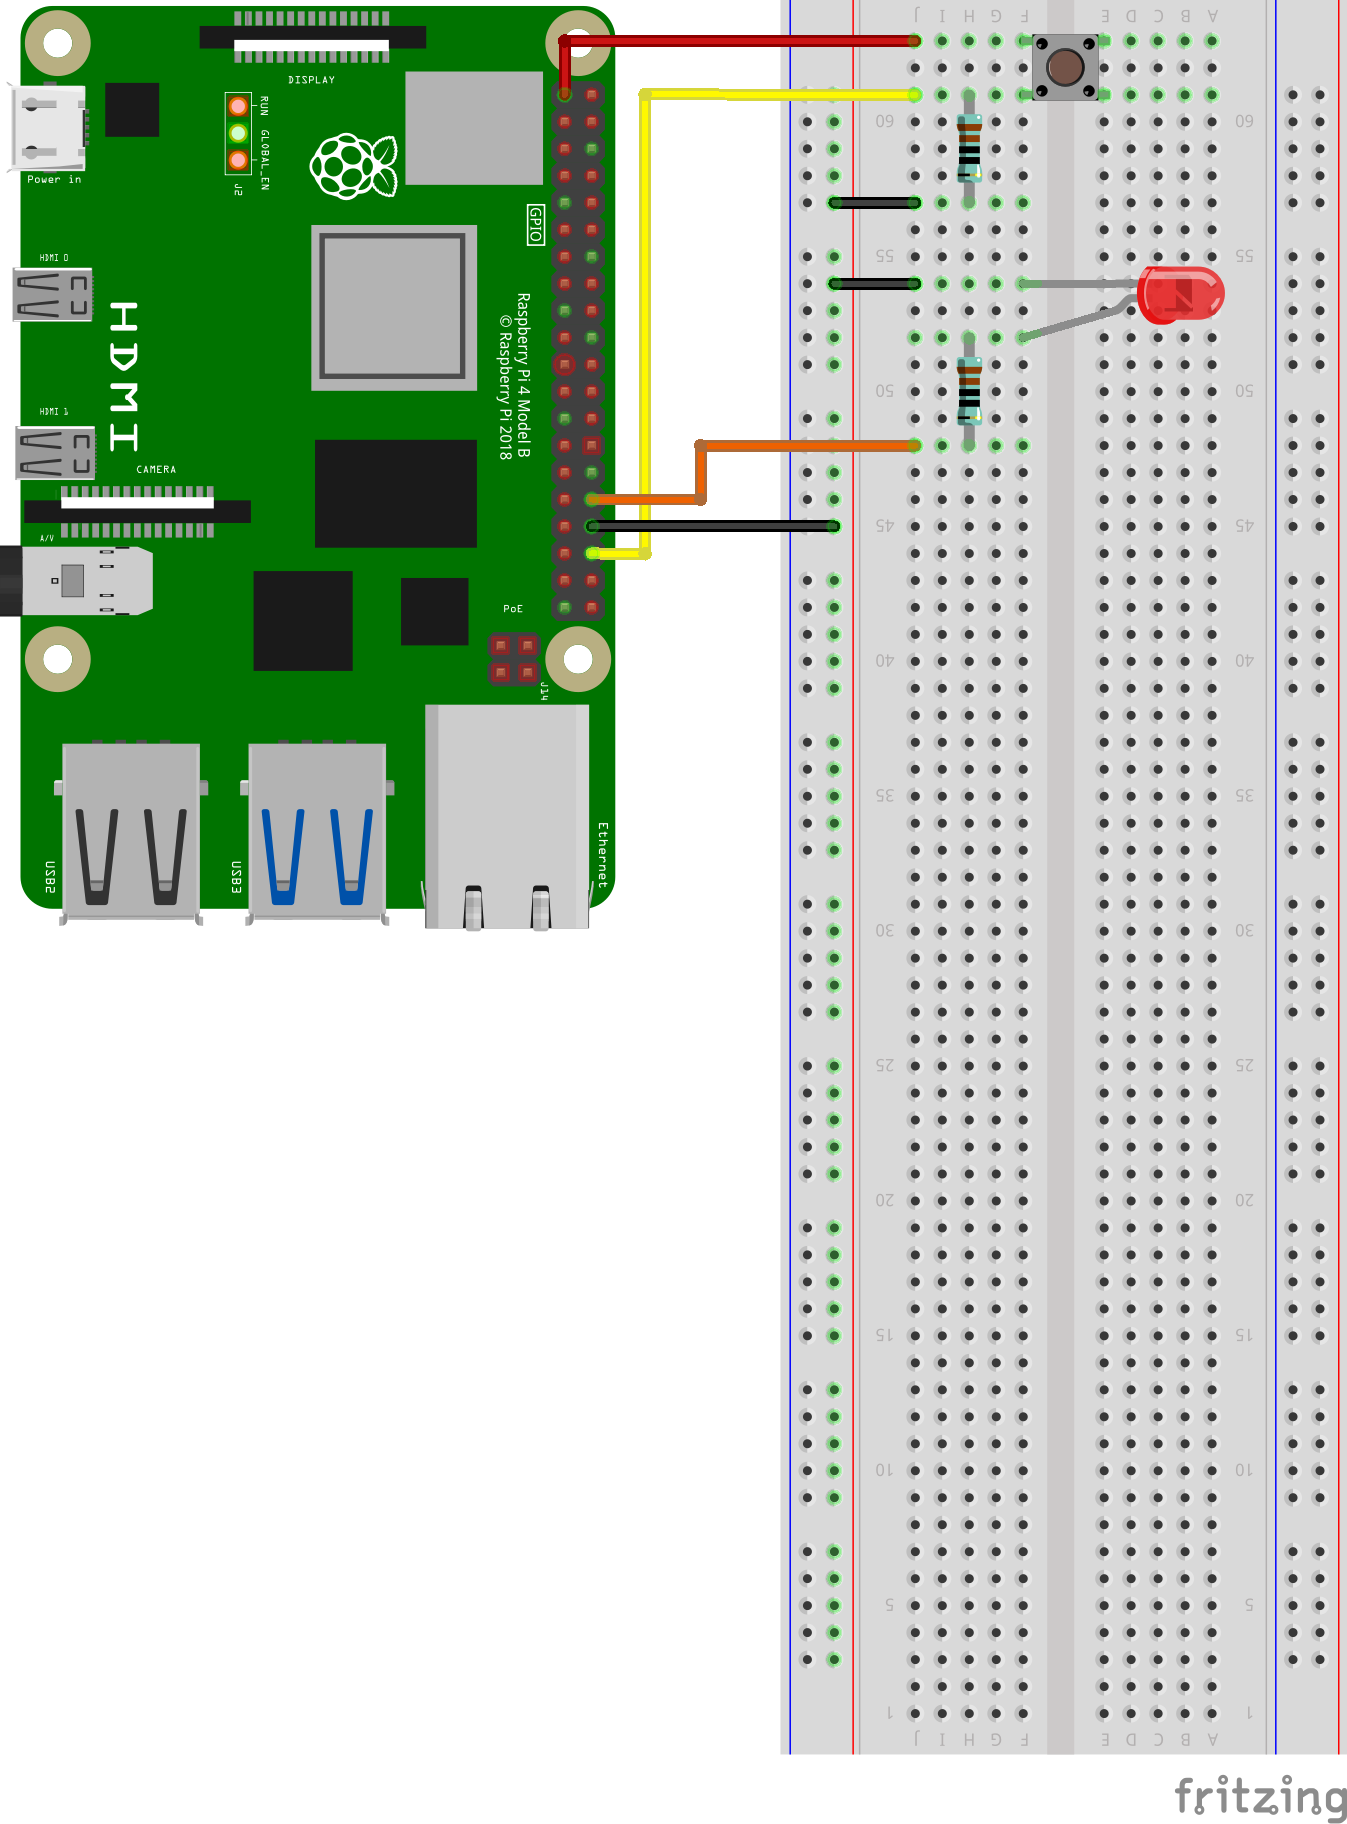 J I H G F E D C B A
DISPLAY
RUN
GLOBAL_EN
J2
Power in
GPIO
60 60
HDMI 0
55 55
HDMI
Raspberry Pi 4 Model B
© Raspberry Pi 2018
HDMI 1
50 50
CAMERA
A/V
45 45
PoE
J14
40 40
35 35
USB2
USB3
Ethernet
30 30
25 25
20 20
15 15
10 10
5 5
1 1
J I H G F E D C B A
fritzing